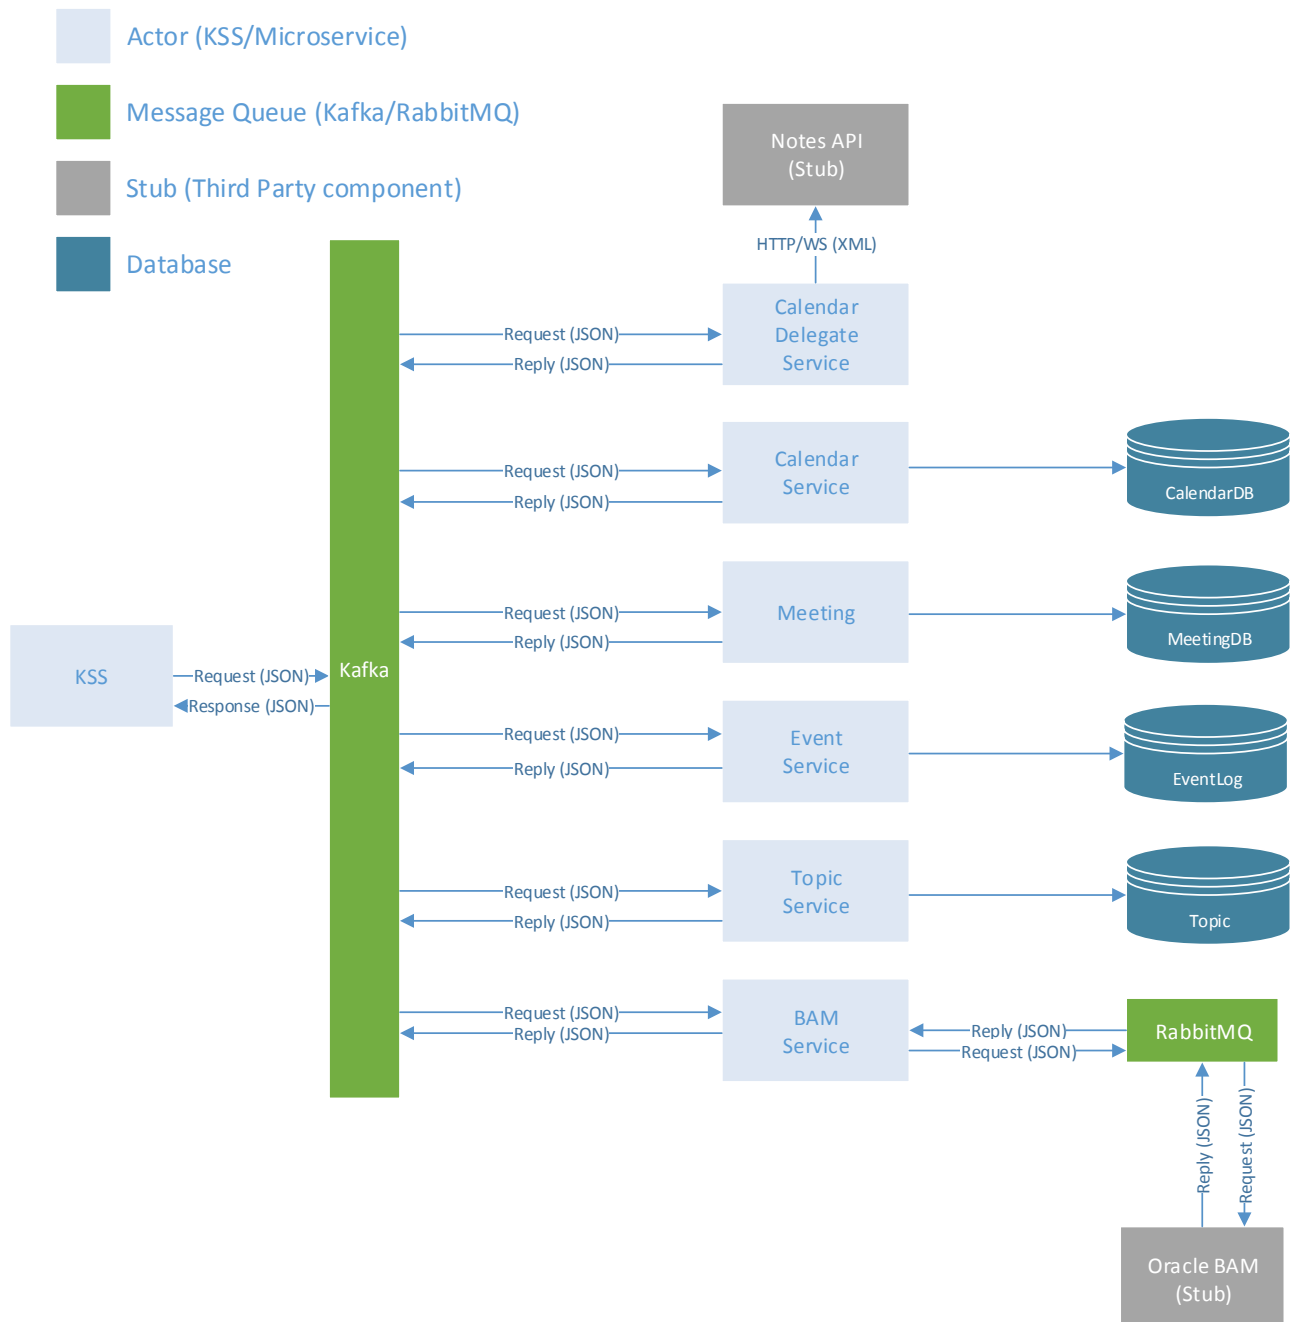 Actor (KSS/Microservice)
Message Queue (Kafka/RabbitMQ)
Stub (Third Party component)
Database
Notes API
(Stub)
HTTP/WS (XML)
Calendar
Delegate
Service
Request (JSON)
Reply (JSON)
Calendar
Service
Request (JSON)
Reply (JSON)
CalendarDB
Meeting
Request (JSON)
Reply (JSON)
MeetingDB
KSS
Request (JSON)
Response (JSON)
Kafka
Request (JSON)
Reply (JSON)
Event
Service
EventLog
Request (JSON)
Reply (JSON)
Topic
Service
Topic
Request (JSON)
Reply (JSON)
BAM
Service
Reply (JSON)
Request (JSON)
RabbitMQ
Reply (JSON)
Request (JSON)
Oracle BAM
(Stub)